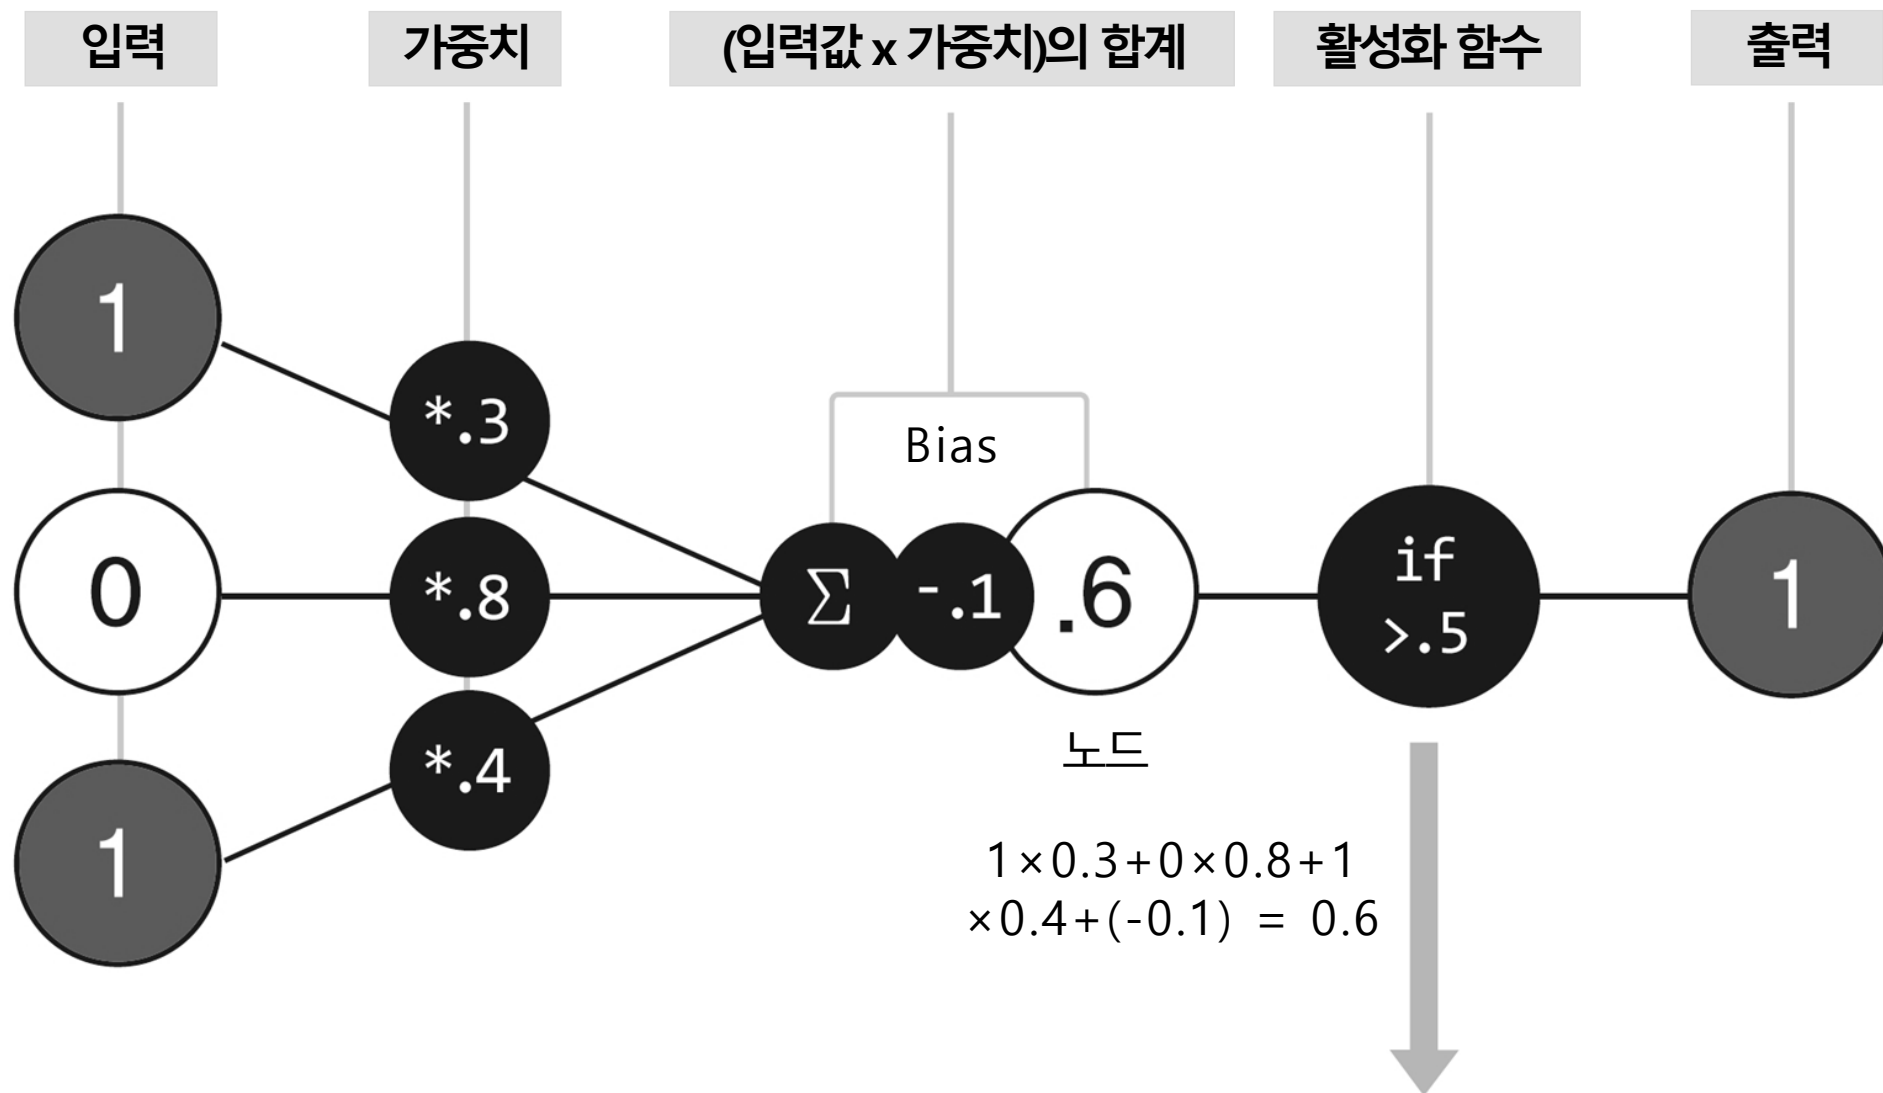 입력
가중치
(입력값 x 가중치)의 합계
활성화 함수
출력
1
0
1
*.3
*.8
*.4
Bias
Σ
-.1
.6
노드
if
>.5
1
1×0.3+0×0.8+1
×0.4+(-0.1) = 0.6